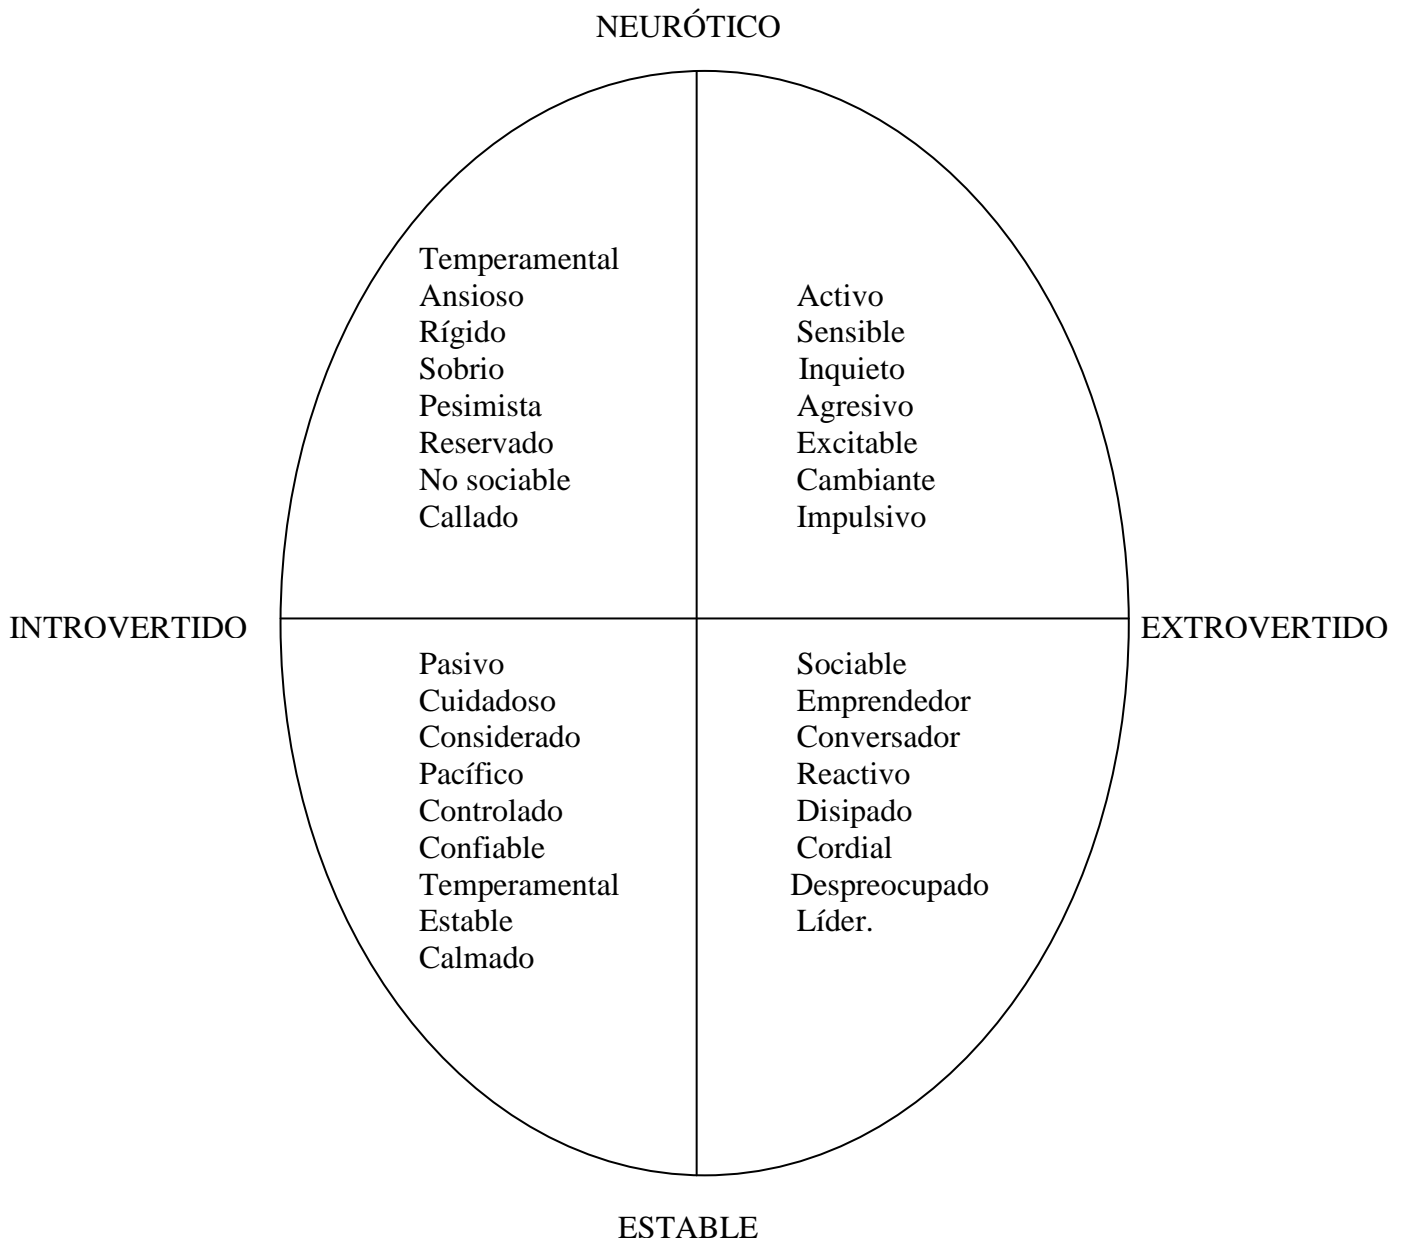 NEURÓTICO
Temperamental
Ansioso
Rígido
Sobrio
Pesimista
Reservado
No sociable
Callado
Activo
Sensible
Inquieto
Agresivo
Excitable
Cambiante
Impulsivo
INTROVERTIDO
EXTROVERTIDO
Pasivo
Cuidadoso
Considerado
Pacífico
Controlado
Confiable
Temperamental
Estable
Calmado
Sociable
Emprendedor
Conversador
Reactivo
Disipado
Cordial
Despreocupado
Líder.
ESTABLE